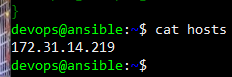 }
devops@ansible:~$ cat hosts
172.31.14.219
devops@ansible:~$